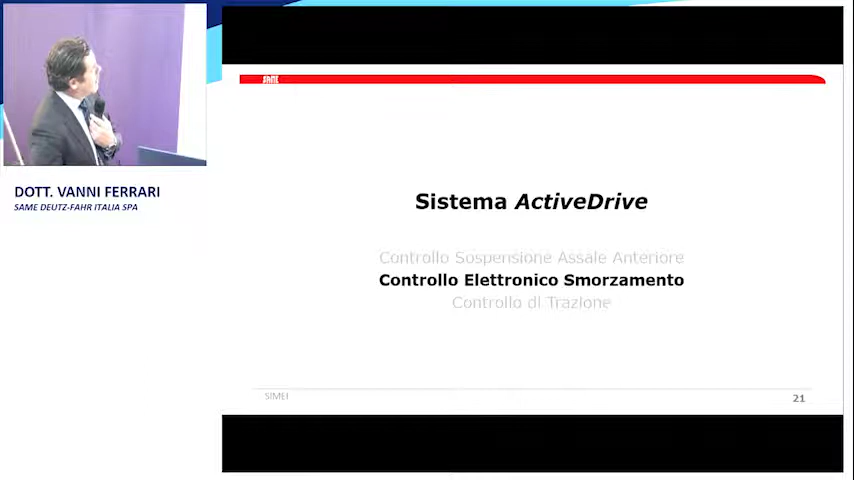 DOTT. VANNI FERRARI
SAME DEUTZ-FAHR ITALIA SPA
SAME
Sistema ActiveDrive
Controllo Sospensione Assale Anteriore
Controllo Elettronico Smorzamento
Controllo di Trazione
SIMEI
21